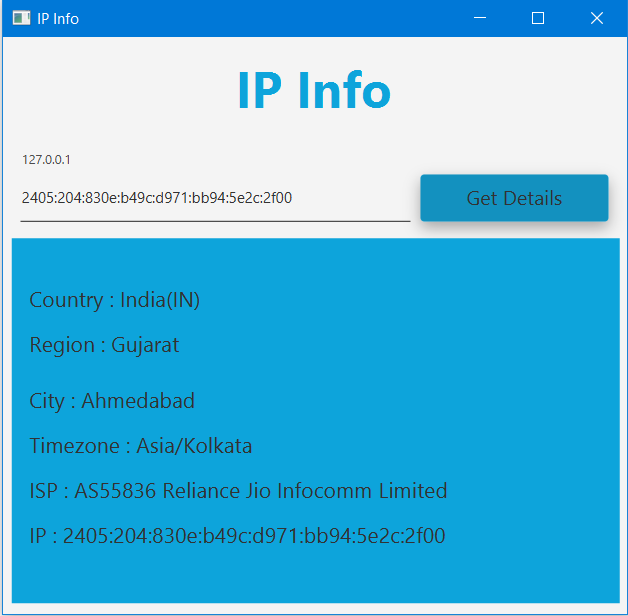 IP Info
IP Info
127.0.0.1
2405:204:830e:b49c:d971:bb94:5e2c:2f00
Get Details
Country : India(IN)
Region : Gujarat
City : Ahmedabad
Timezone : Asia/Kolkata
ISP : AS55836 Reliance Jio Infocomm Limited
IP : 2405:204:830e:b49c:d971:bb94:5e2c:2f00